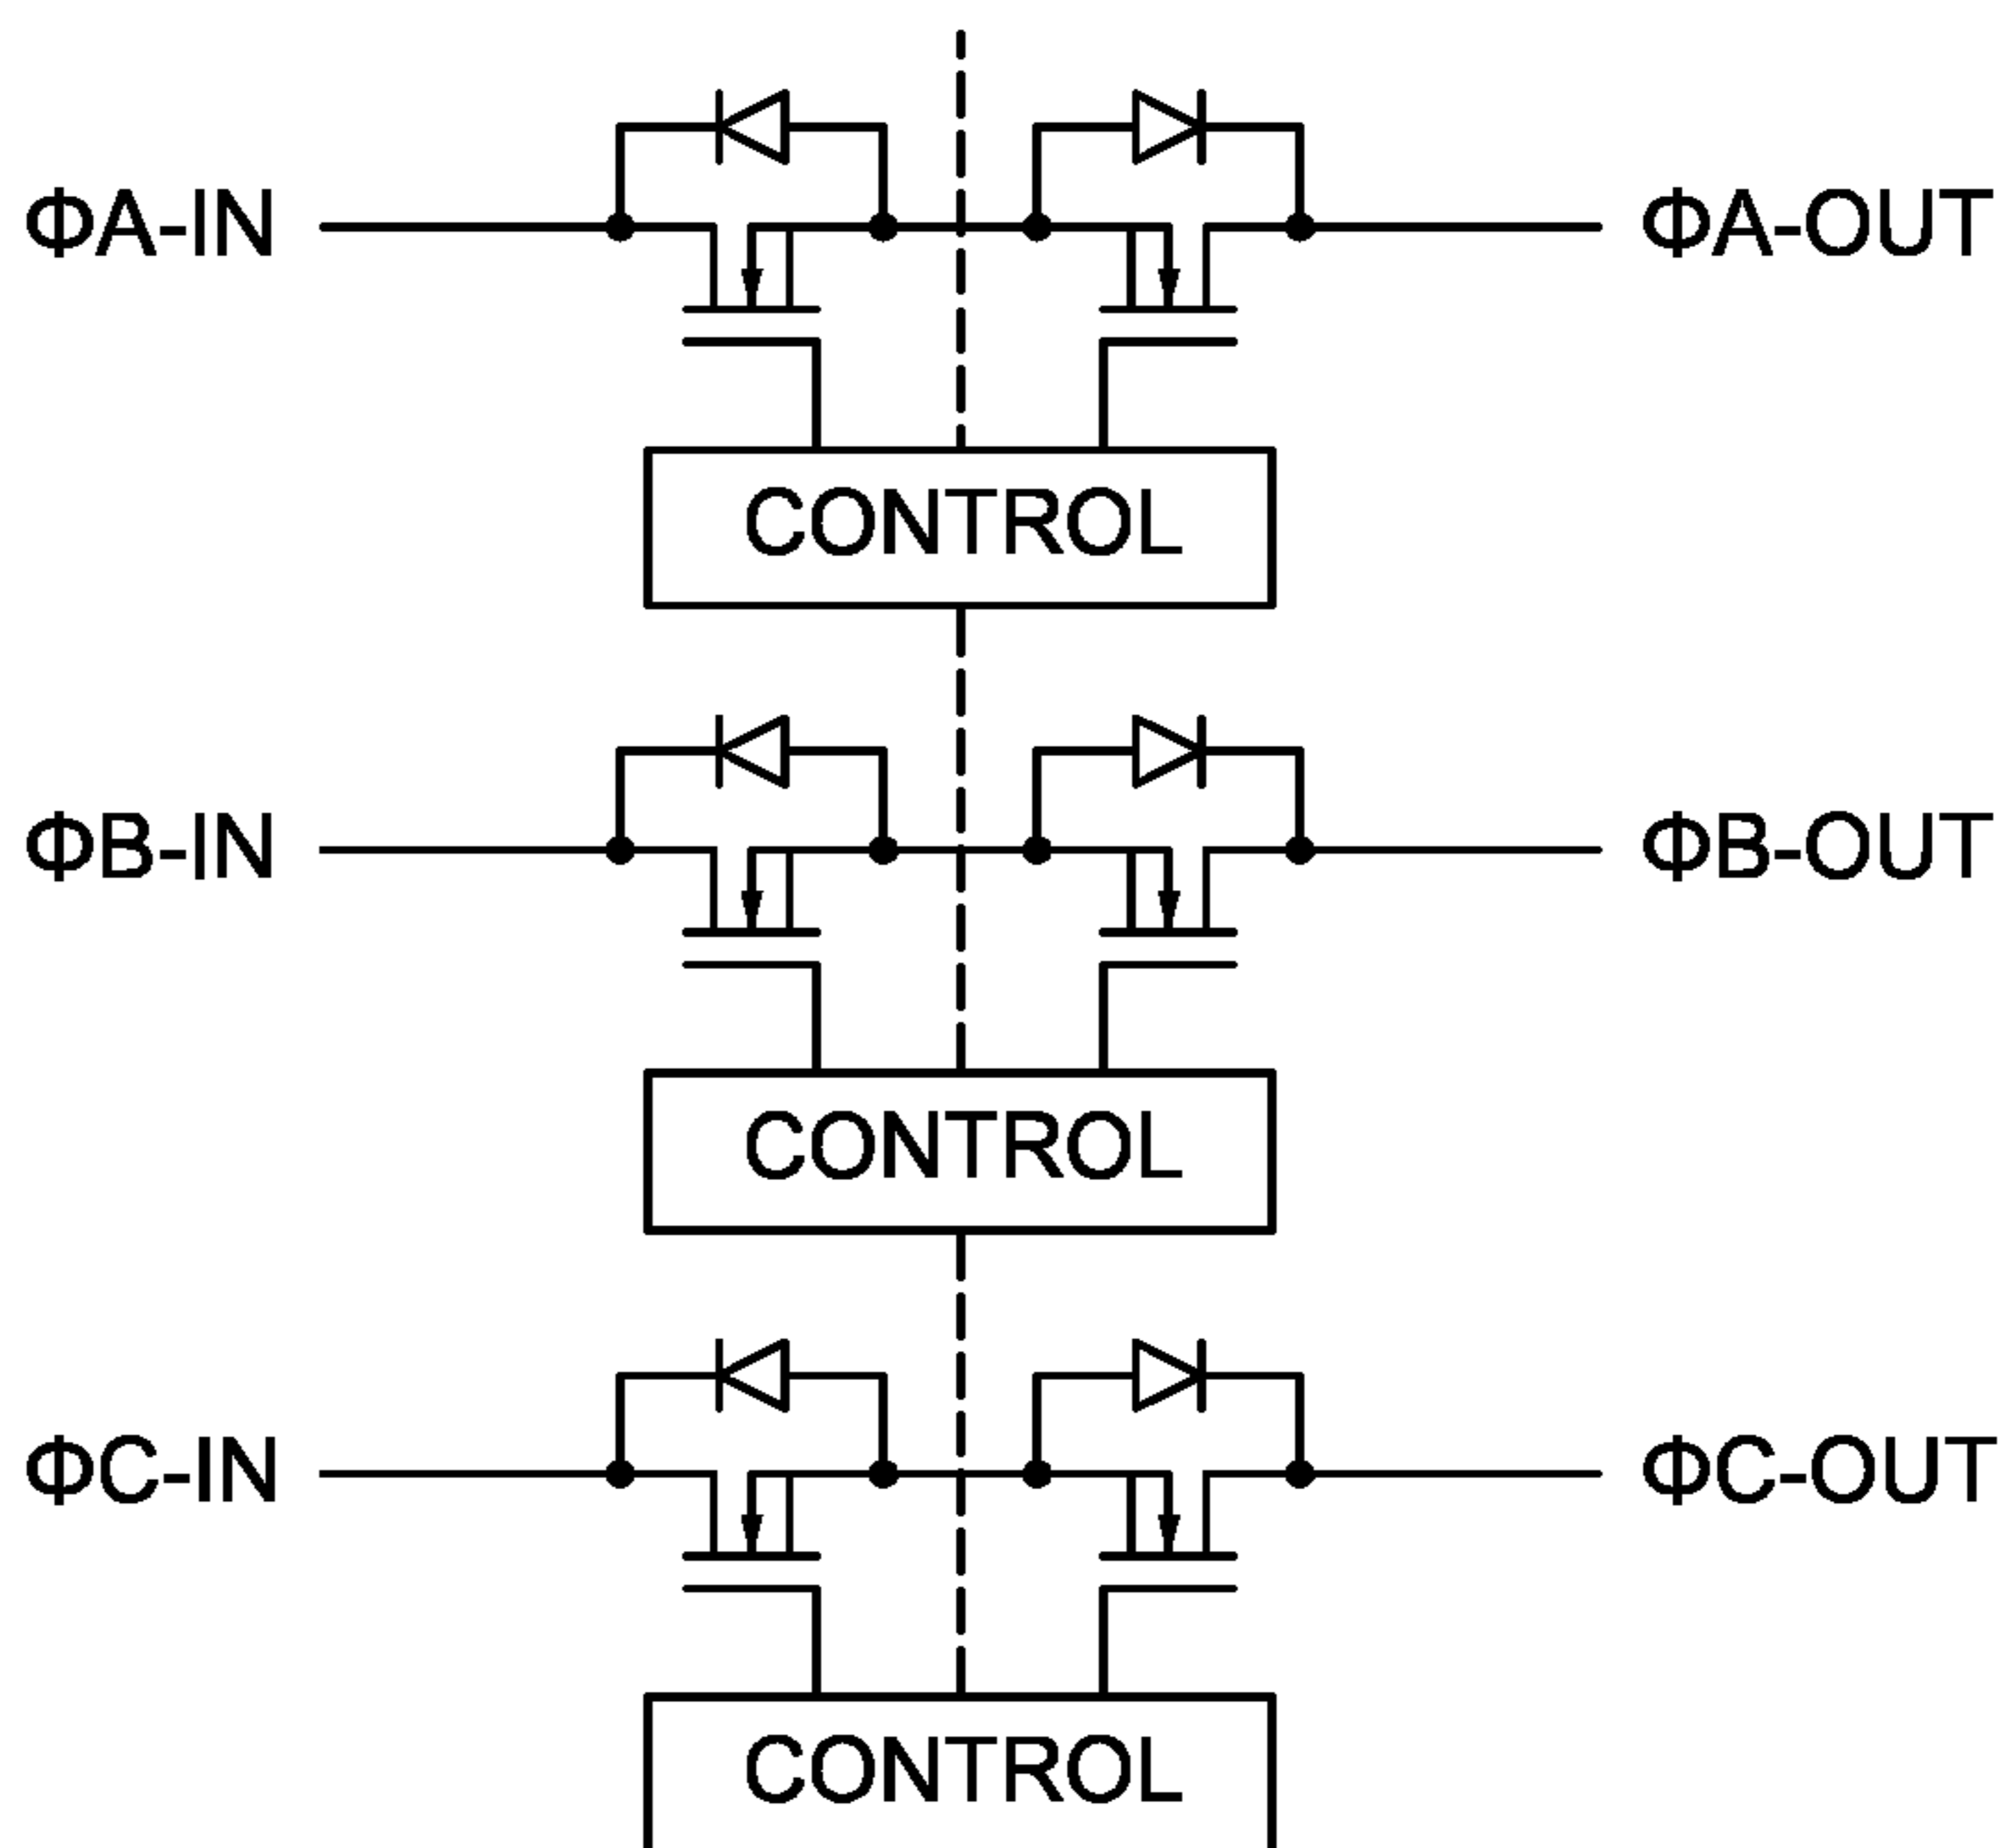 ΦA-IN
ΦA-OUT
CONTROL
ΦB-IN
ΦB-OUT
CONTROL
ΦC-IN
ΦC-OUT
CONTROL